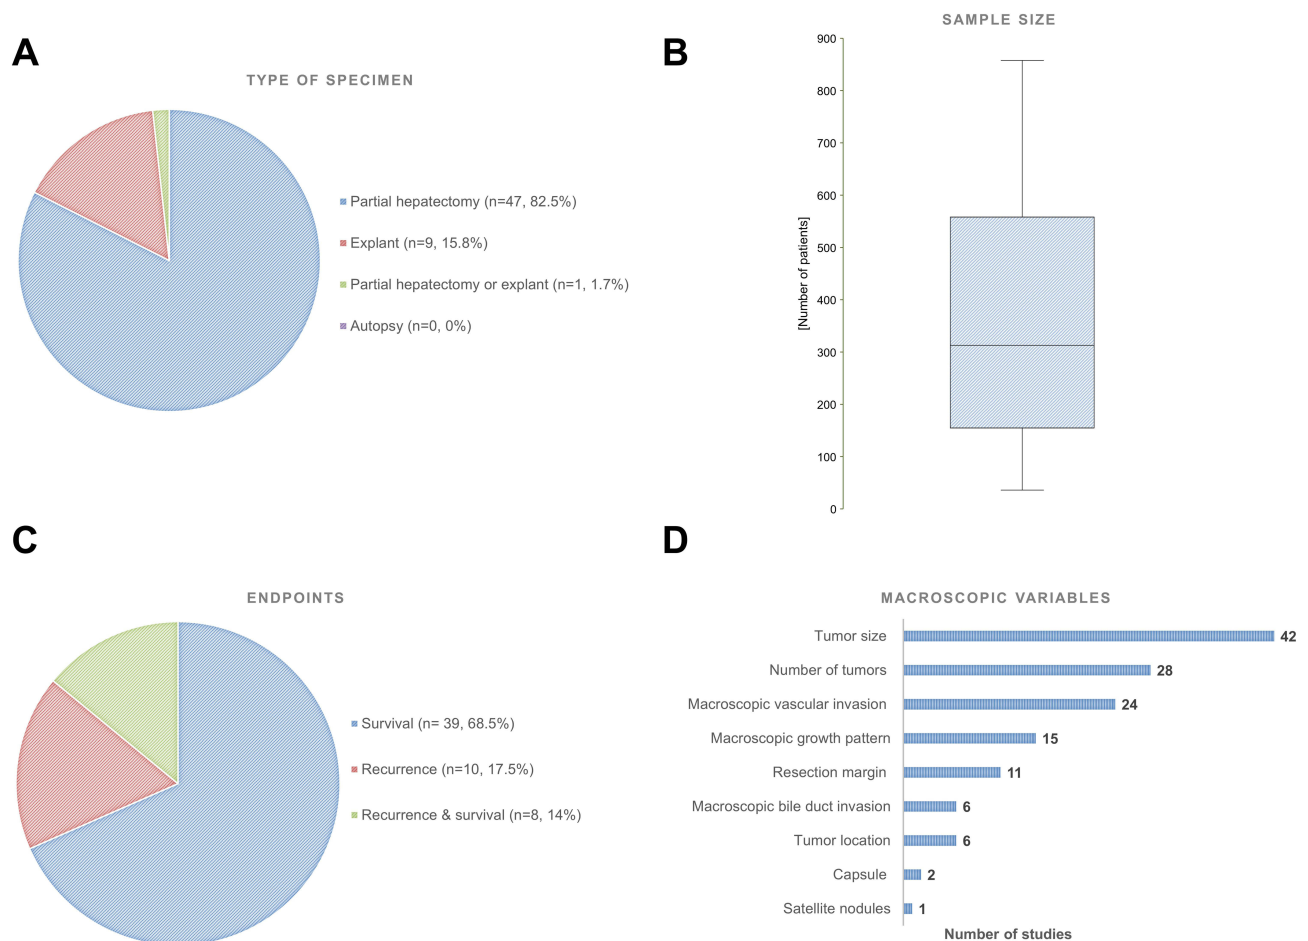 A
TYPE OF SPECIMEN
Partial hepatectomy (n=47, 82.5%)
Explant (n=9, 15.8%)
Partial hepatectomy or explant (n=1, 1.7%)
Autopsy (n=0, 0%)
B
SAMPLE SIZE
[Number of patients]
900
800
700
600
500
400
300
200
100
0
C
ENDPOINTS
Survival (n= 39, 68.5%)
Recurrence (n=10, 17.5%)
Recurrence & survival (n=8, 14%)
D
MACROSCOPIC VARIABLES
Tumor size 42
Number of tumors 28
Macroscopic vascular invasion 24
Macroscopic growth pattern 15
Resection margin 11
Macroscopic bile duct invasion 6
Tumor location 6
Capsule 2
Satellite nodules 1
Number of studies